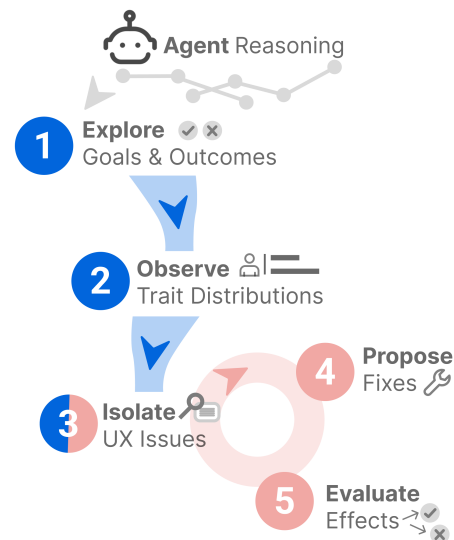 Agent Reasoning
1
Explore
Goals & Outcomes
2
Observe
Trait Distributions
3
Isolate
UX Issues
4
Propose
Fixes
5
Evaluate
Effects